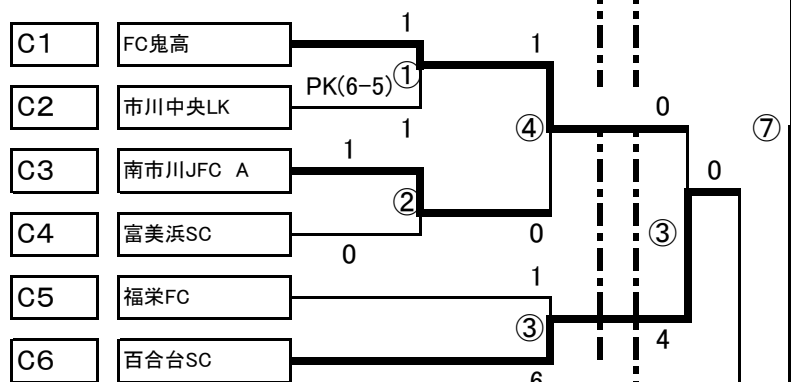 1
C1 FC鬼高 1
PK(6-5) ① 0
C2 市川中央LK ④ ⑦
1
C3 南市川JFC A 1 0
②
C4 富美浜SC 0 ③
0
1
C5 福栄FC
③ 4
C6 百合台SC
6